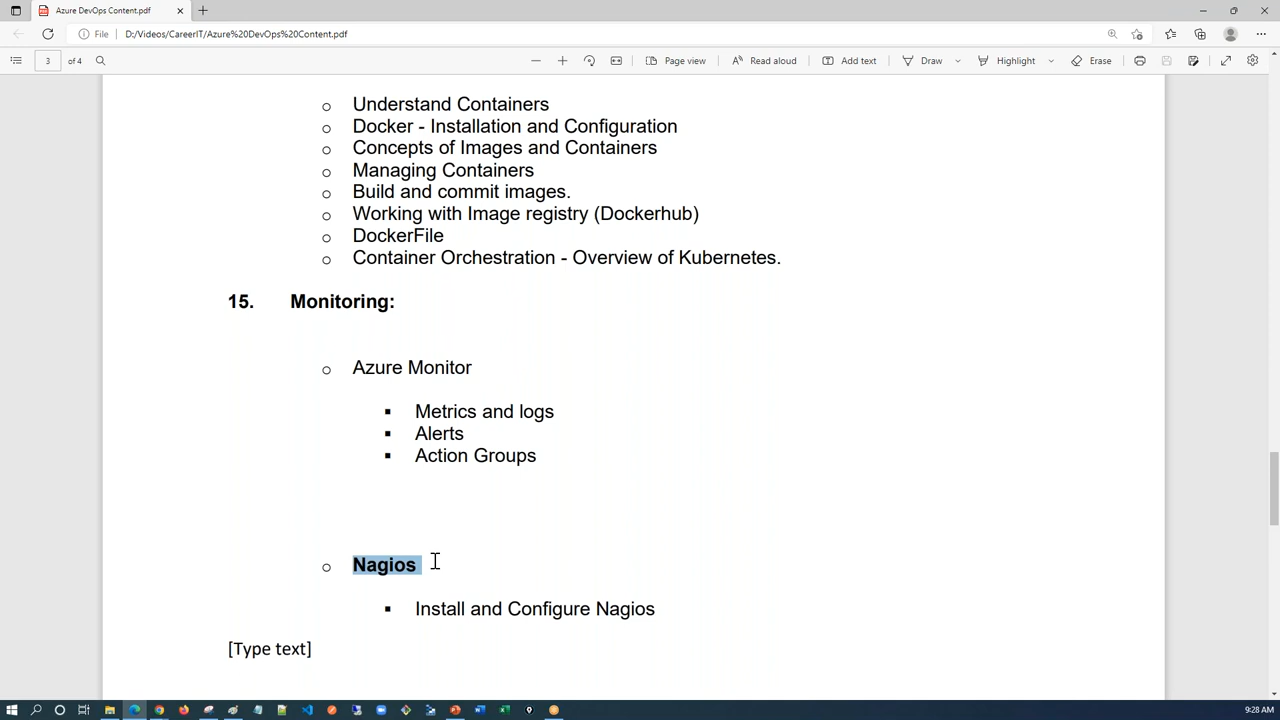 Azure DevOps Content.pdf
File
D:/Videos/CareerIT/Azure%20DevOps%20Content.pdf
3 of 4
Page view
Read aloud
Add text
Draw
Highlight
Erase
o Understand Containers
o Docker - Installation and Configuration
o Concepts of Images and Containers
o Managing Containers
o Build and commit images.
o Working with Image registry (Dockerhub)
o DockerFile
o Container Orchestration - Overview of Kubernetes.
15. Monitoring:
o Azure Monitor
▪ Metrics and logs
▪ Alerts
▪ Action Groups
o Nagios
▪ Install and Configure Nagios
[Type text]
9:28 AM